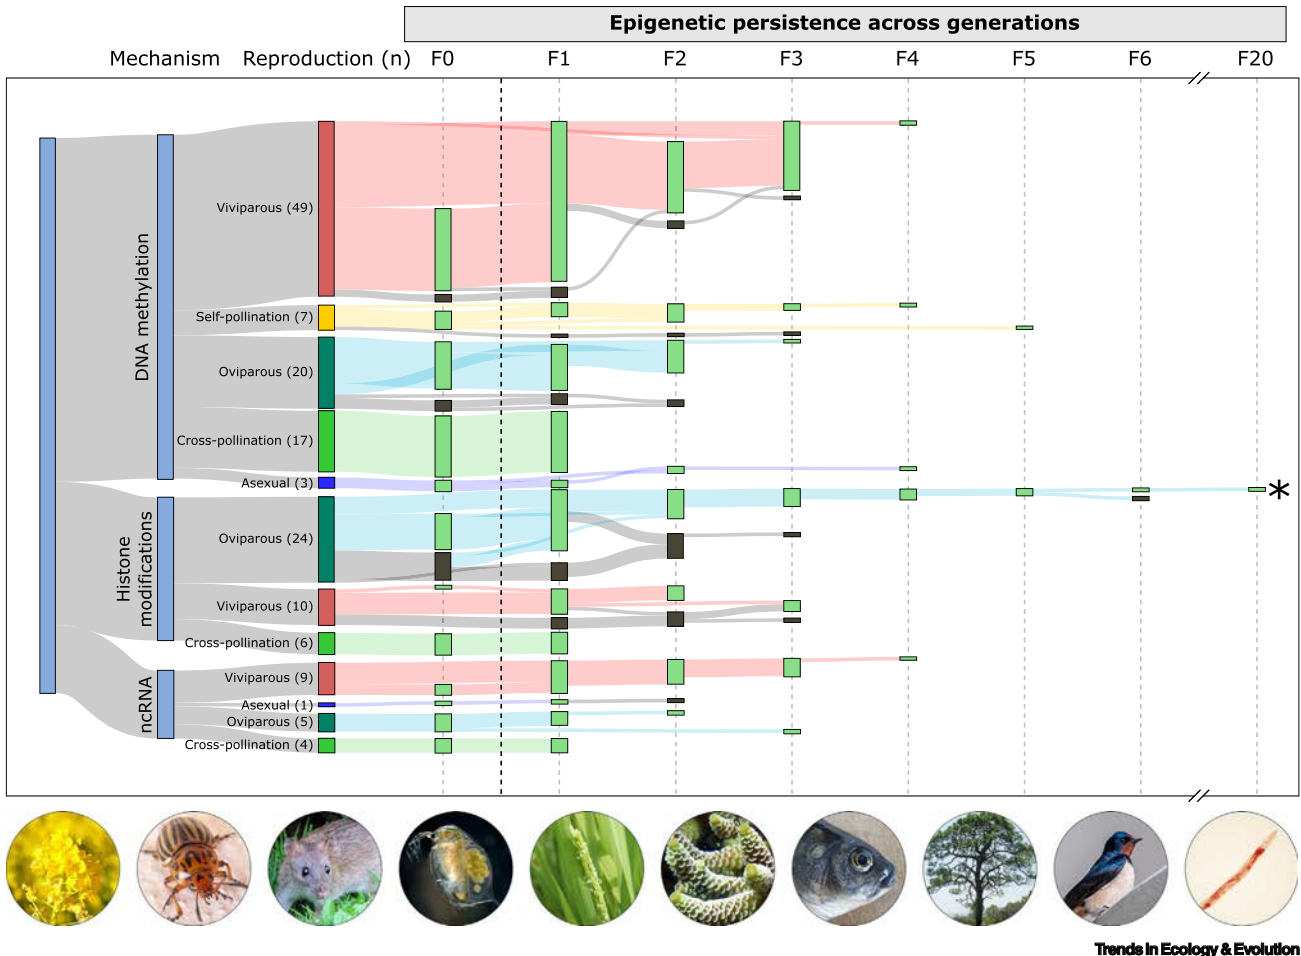 Epigenetic persistence across generations
Mechanism Reproduction (n) F0 F1 F2 F3 F4 F5 F6 F20
DNA methylation
Viviparous (49)
Self-pollination (7)
Oviparous (20)
Cross-pollination (17)
Asexual (3)
*
Histone
modifications
Oviparous (24)
Viviparous (10)
Cross-pollination (6)
ncRNA
Viviparous (9)
Asexual (1)
Oviparous (5)
Cross-pollination (4)
Trends in Ecology & Evolution